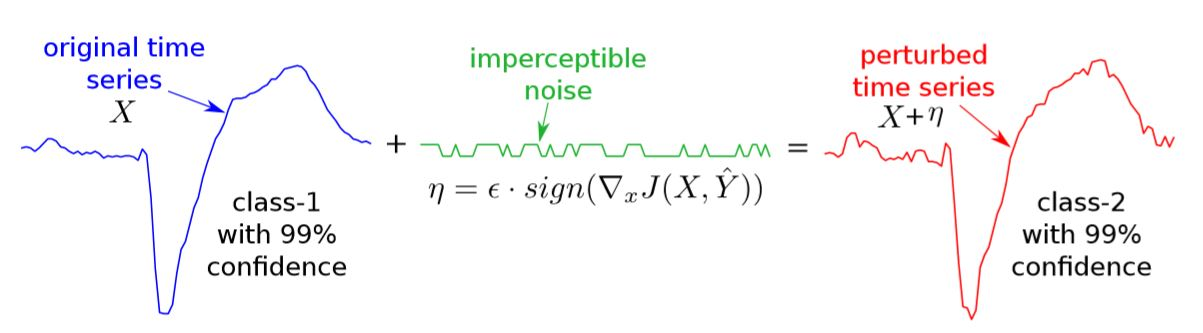 original time
series
X
class-1
with 99%
confidence
+
imperceptible
noise
η = ϵ · sign(∇ₓJ(X, Ŷ))
=
perturbed
time series
X+η
class-2
with 99%
confidence